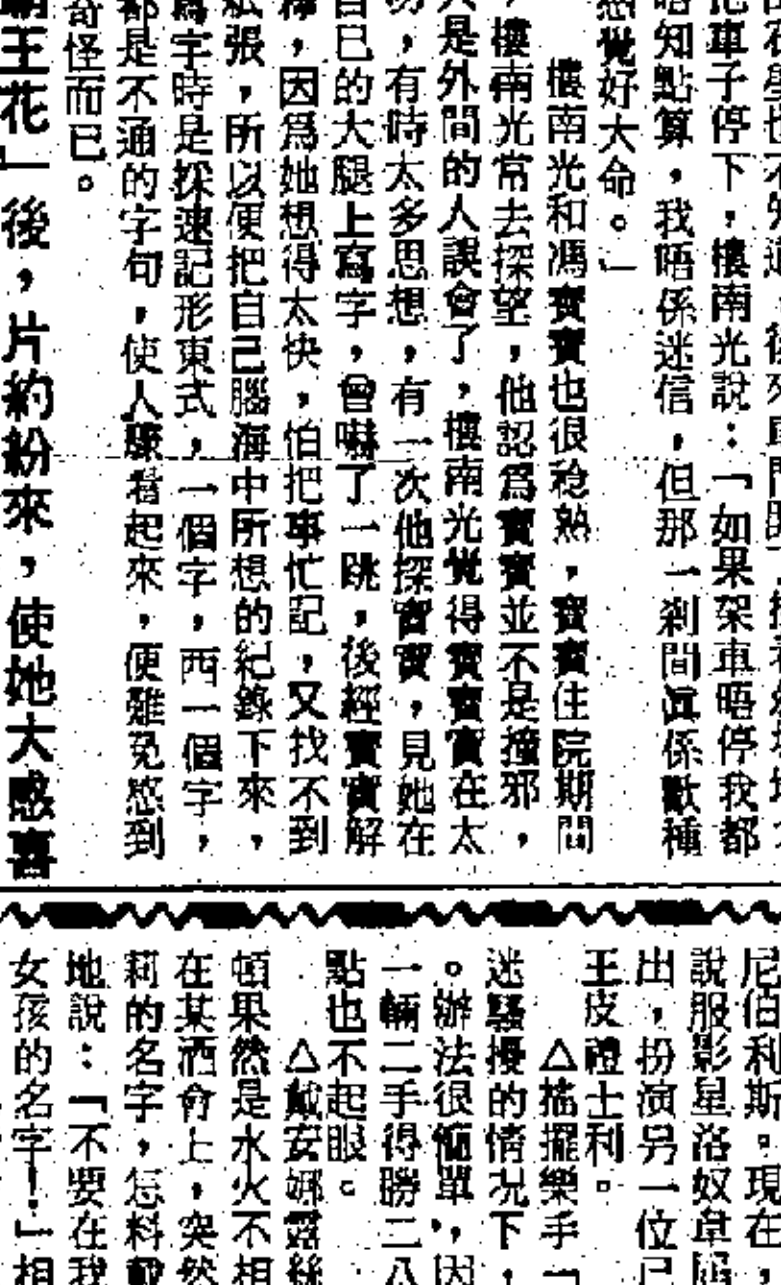 把車子停下，樓南光說：「如果架車唔停我都
唔知點算，我唔係迷信，但那一剎間眞係歎種
感覺好大命。」
樓南光和馮寶寶也很稔熟，寶寶住院期間
，樓南光常去探望，他認爲寶寶並不是撞邪，
只是外間的人誤會了，樓南光覺得寶寶實在太
，有時太多思想，有一次他探寶寶，見她在
自己的大腿上寫字，曾嚇了一跳，後經寶寶解
，因爲她想得太快，怕把事忙記，又找不到
紙張，所以便把自己腦海中所想的紀錄下來，
寫字時是採速記形東式，一個字，西一個字，
都是不通的字句，使人驟看起來，便難免感到
奇怪而已。
霸王花」後，片約紛來，使她大感喜
尼伯利斯。現在，
說服影星洛奴卓
出，扮演另一位已
王皮禮士利。
△搖擺樂手「
迷騷擾的情況下，
。辦法很簡單，因
一輛二手得勝二八
點也不起眼。
△戴安娜露絲
頓果然是水火不相
在某酒會上，突然
莉的名字，怎料戴
地說：「不要在我
女孩的名字！」相